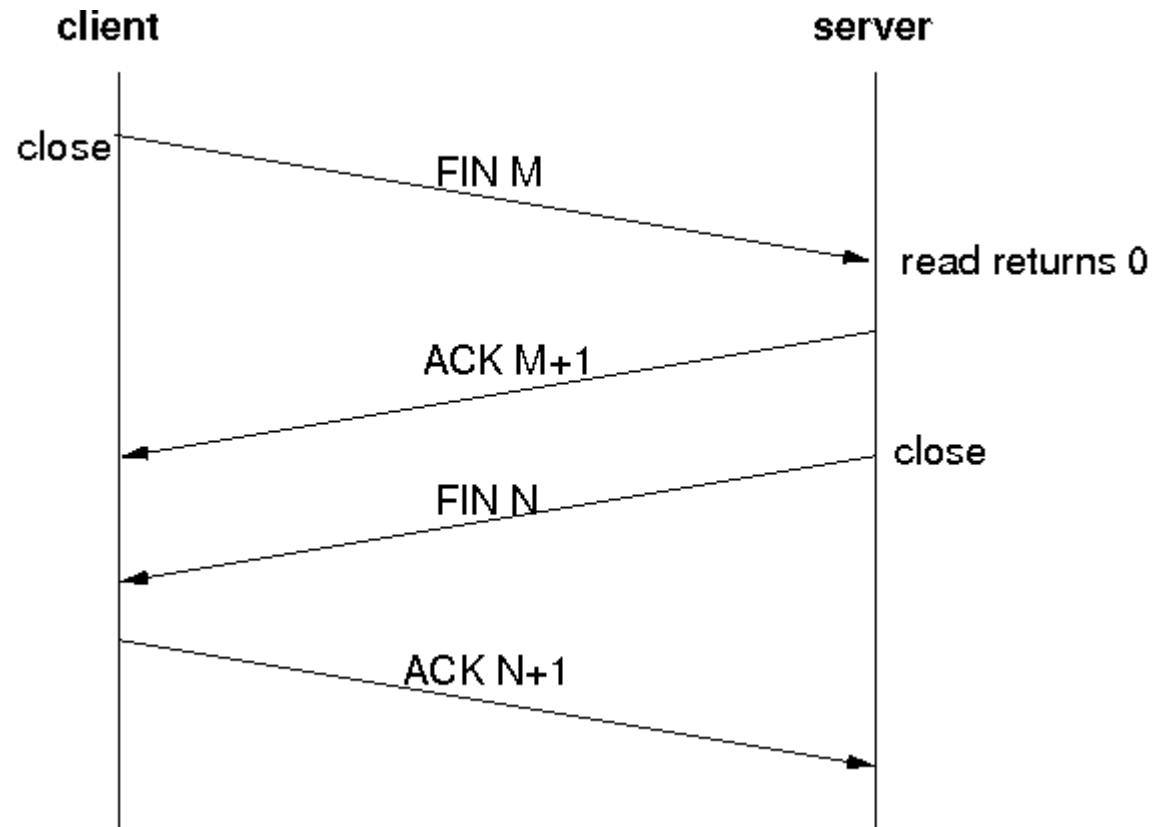 client
server
close
FIN M
read returns 0
ACK M+1
close
FIN N
ACK N+1